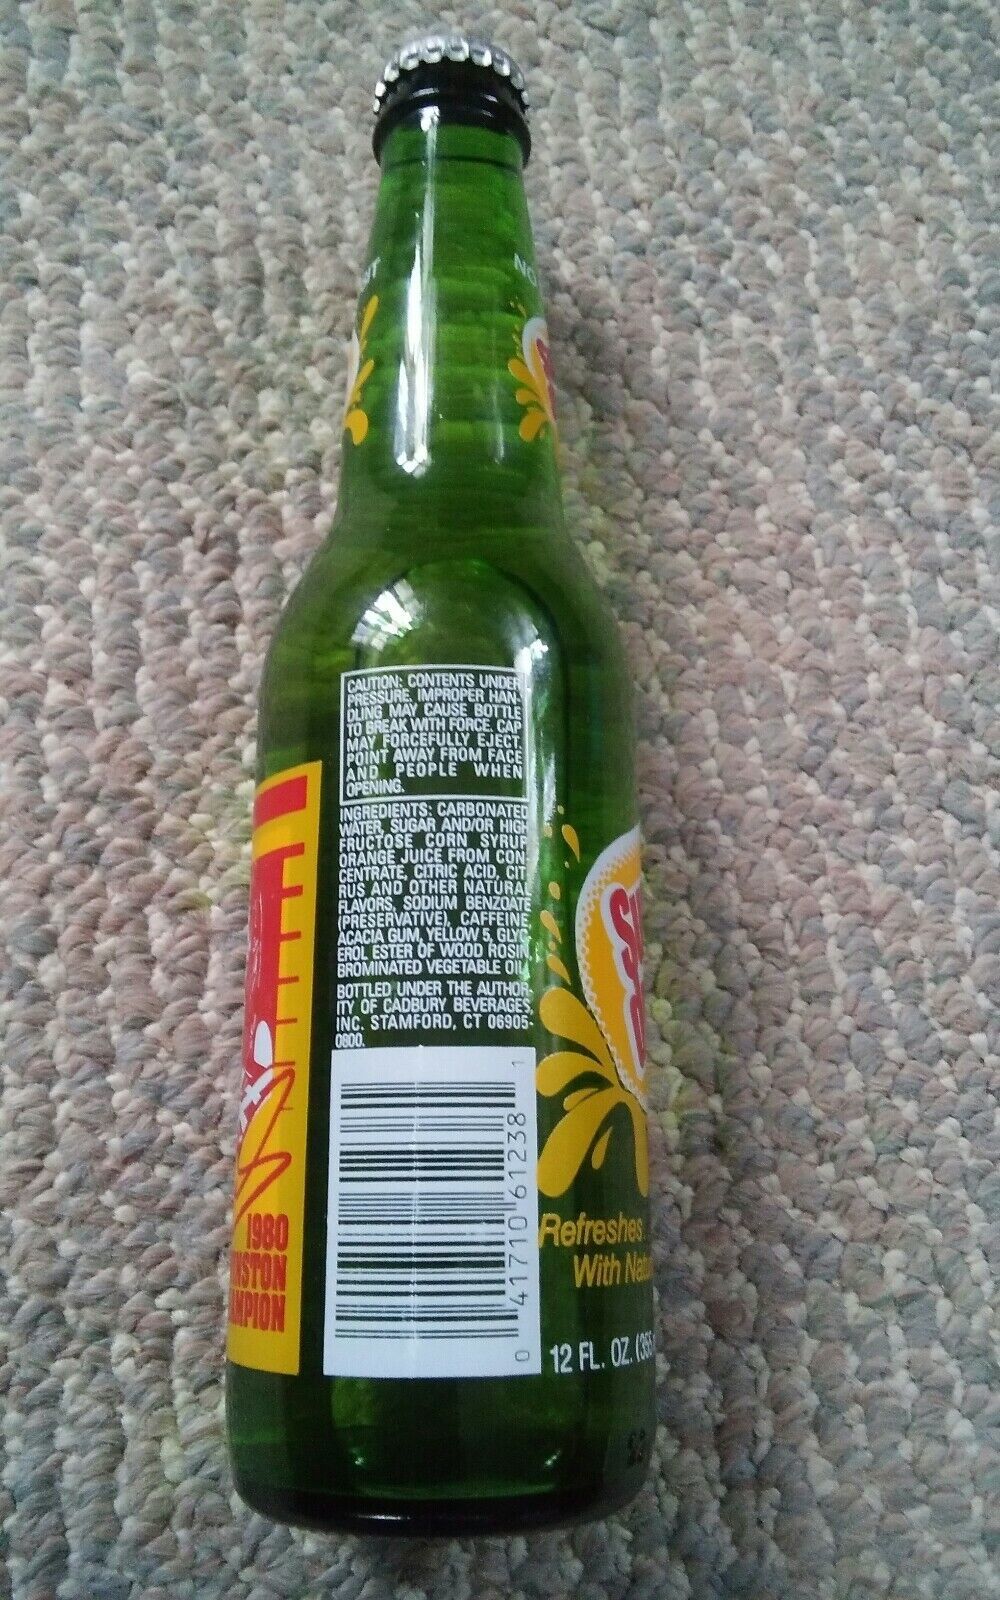 NO
CAUTION: CONTENTS UNDER
PRESSURE. IMPROPER HAN-
DLING MAY CAUSE BOTTLE
TO BREAK WITH FORCE. CAP
MAY FORCEFULLY EJECT.
POINT AWAY FROM FACE
AND PEOPLE WHEN
OPENING.
INGREDIENTS: CARBONATED
WATER, SUGAR AND/OR HIGH
FRUCTOSE CORN SYRUP
ORANGE JUICE FROM CON-
CENTRATE, CITRIC ACID, CIT
RUS AND OTHER NATURAL
FLAVORS, SODIUM BENZOATE
(PRESERVATIVE), CAFFEINE,
ACACIA GUM, YELLOW 5, GLYC-
EROL ESTER OF WOOD ROSIN,
BROMINATED VEGETABLE OIL
BOTTLED UNDER THE AUTHOR-
ITY OF CADBURY BEVERAGES,
INC. STAMFORD, CT 06905-
0800.
0 41710 61238 1
1980
NSTON
MPION
Refreshes
With Natu
12 FL. OZ. (355